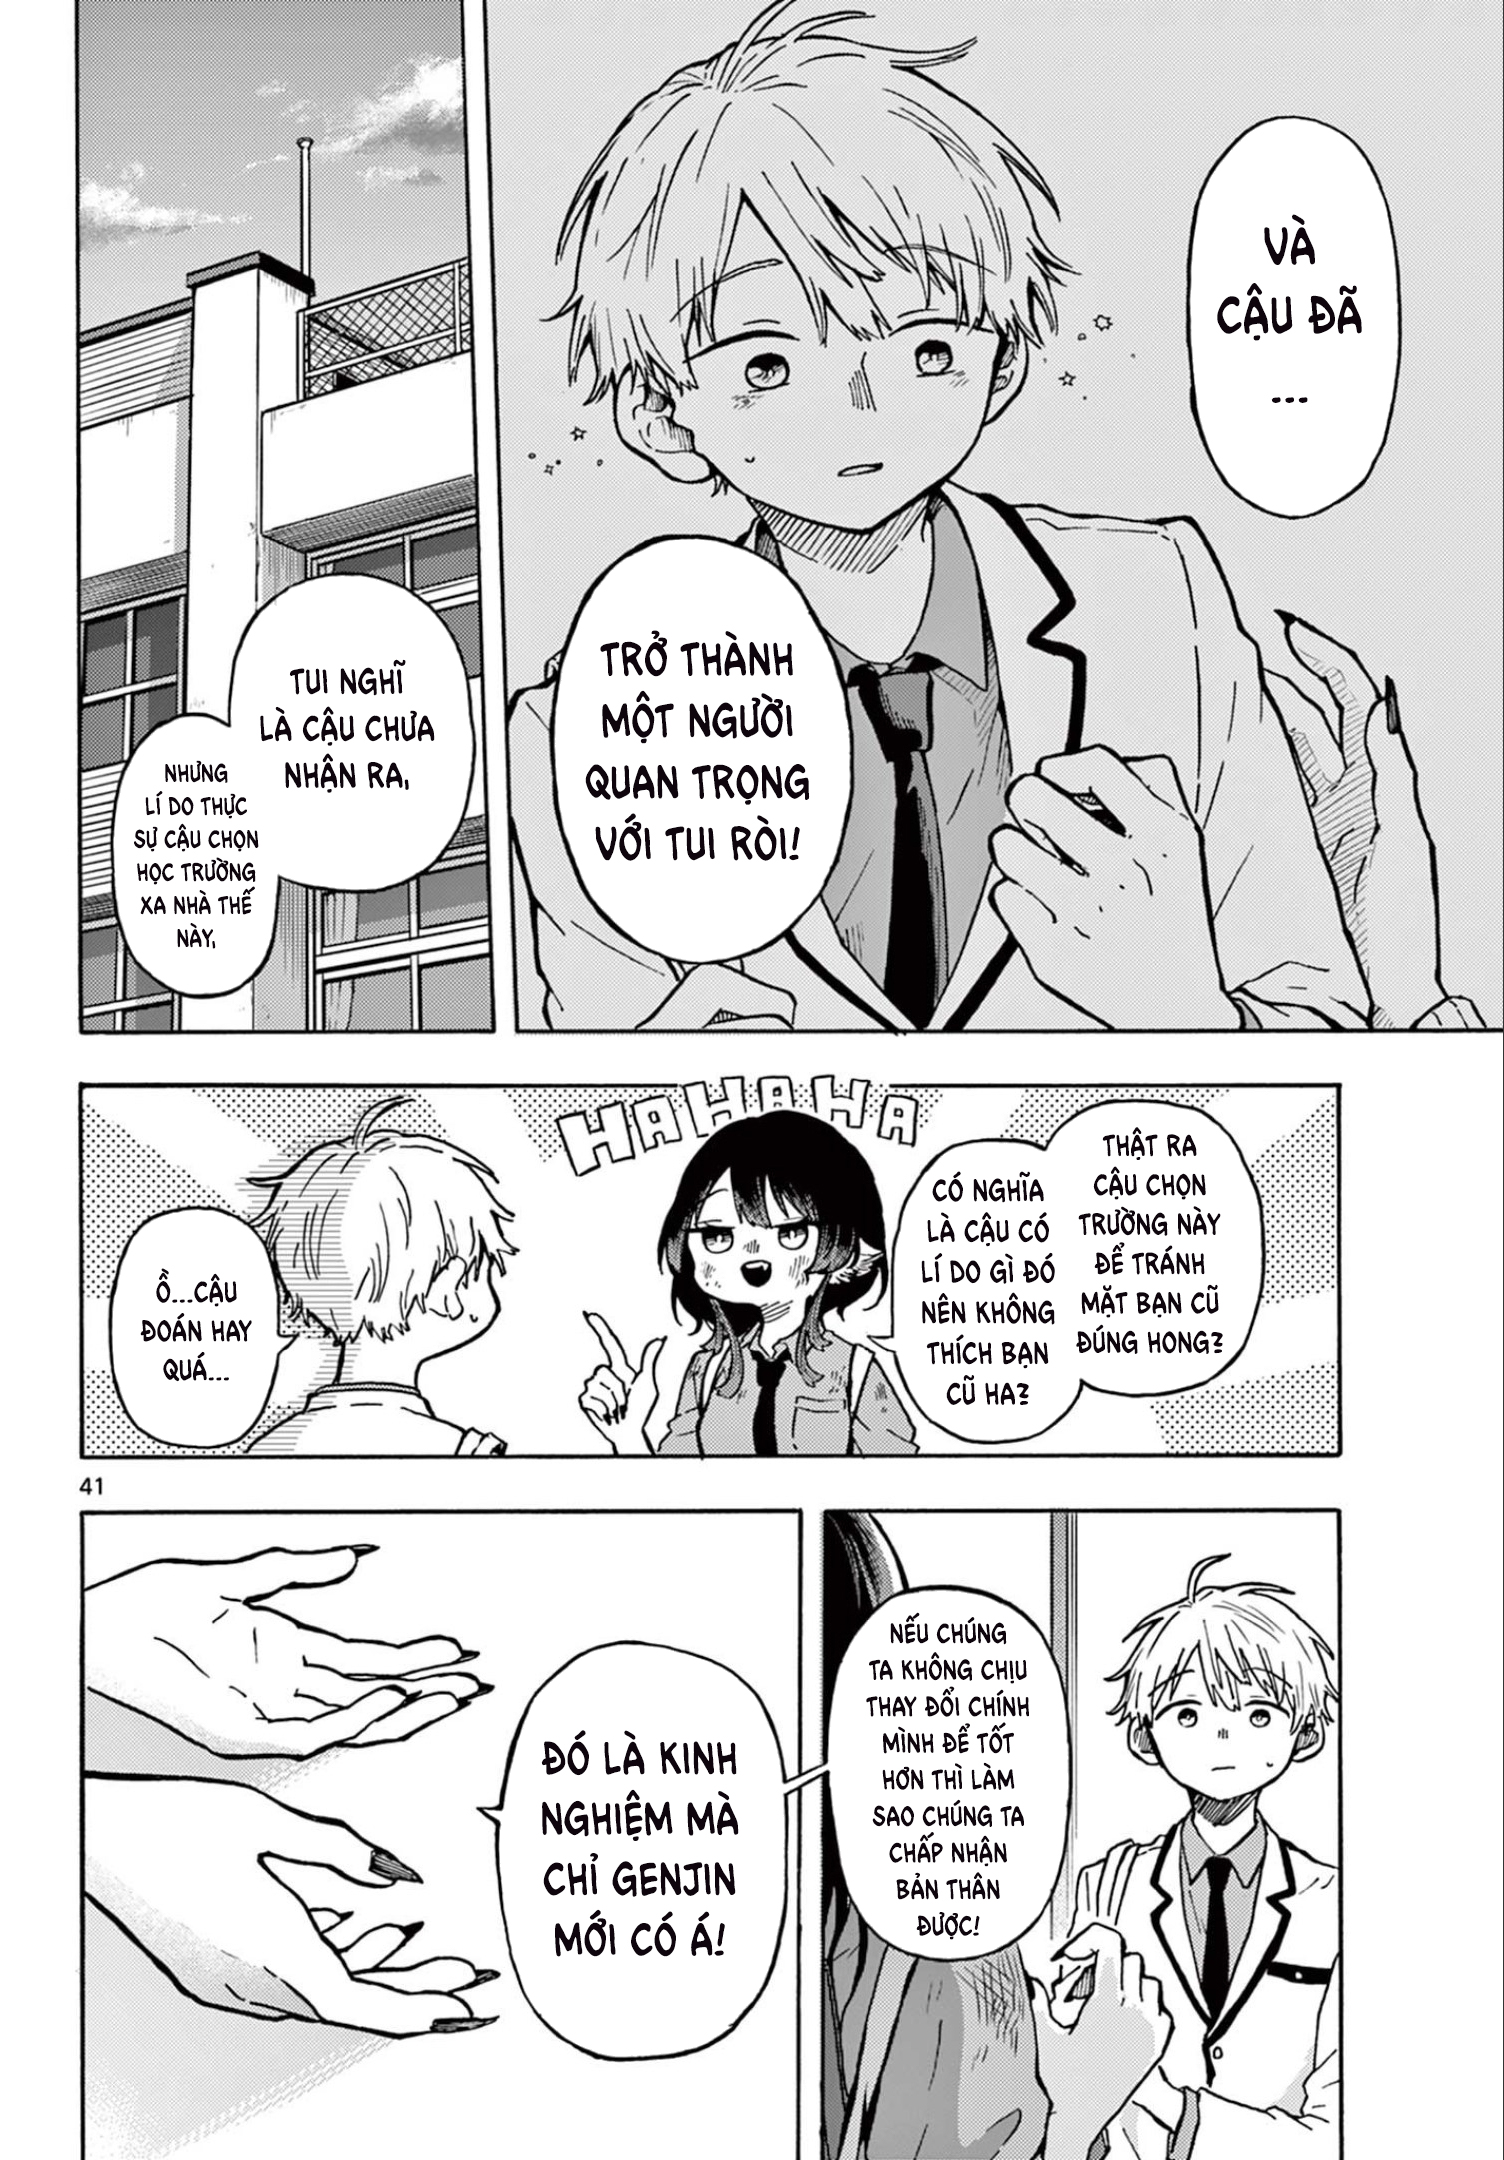 VÀ
CẬU ĐÃ
...
TRỞ THÀNH
MỘT NGƯỜI
QUAN TRỌNG
VỚI TUI RÒI!
TUI NGHĨ
LÀ CẬU CHƯA
NHẬN RA,
NHƯNG
LÍ DO THỰC
SỰ CẬU CHỌN
HỌC TRƯỜNG
XA NHÀ THẾ
NÀY,
THẬT RA
CẬU CHỌN
TRƯỜNG NÀY
ĐỂ TRÁNH
MẶT BẠN CŨ
ĐÚNG HONG?
CÓ NGHĨA
LÀ CẬU CÓ
LÍ DO GÌ ĐÓ
NÊN KHÔNG
THÍCH BẠN
CŨ HA?
HAHAHAHA
Ồ...CẬU
ĐOÁN HAY
QUÁ...
41
NẾU CHÚNG
TA KHÔNG CHỊU
THAY ĐỔI CHÍNH
MÌNH ĐỂ TỐT
HƠN THÌ LÀM
SAO CHÚNG TA
CHẤP NHẬN
BẢN THÂN
ĐƯỢC!
ĐÓ LÀ KINH
NGHIỆM MÀ
CHỈ GENJIN
MỚI CÓ Á!